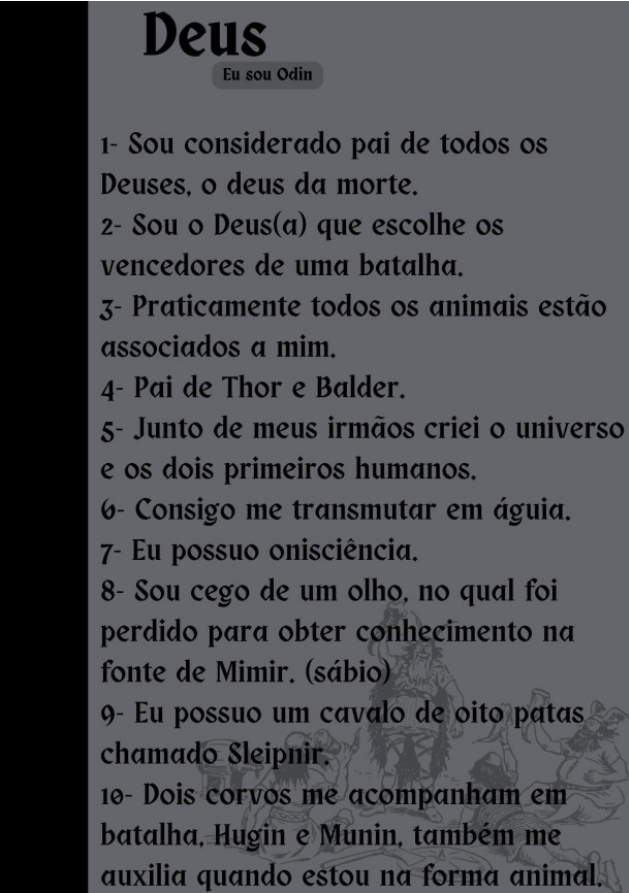 Deus
Eu sou Odin
1- Sou considerado pai de todos os
Deuses, o deus da morte.
2- Sou o Deus(a) que escolhe os
vencedores de uma batalha.
3- Praticamente todos os animais estão
associados a mim.
4- Pai de Thor e Balder.
5- Junto de meus irmãos criei o universo
e os dois primeiros humanos.
6- Consigo me transmutar em águia.
7- Eu possuo onisciência.
8- Sou cego de um olho, no qual foi
perdido para obter conhecimento na
fonte de Mimir. (sábio)
9- Eu possuo um cavalo de oito patas
chamado Sleipnir.
10- Dois corvos me acompanham em
batalha, Hugin e Munin, também me
auxilia quando estou na forma animal.